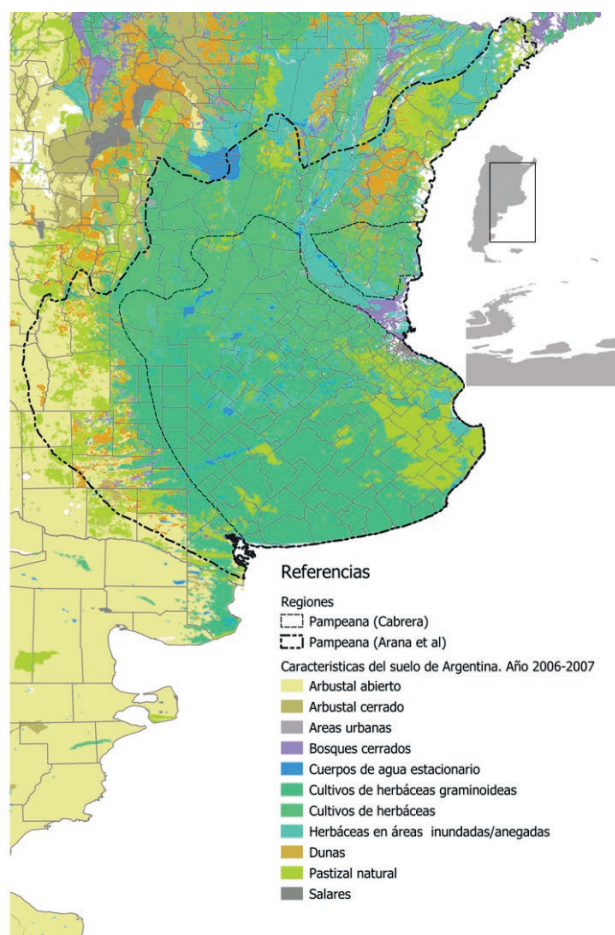 Referencias
Regiones
Pampeana (Cabrera)
Pampeana (Arana et al)
Caracteristicas del suelo de Argentina. Año 2006-2007
Arbustal abierto
Arbustal cerrado
Areas urbanas
Bosques cerrados
Cuerpos de agua estacionario
Cultivos de herbáceas graminoideas
Cultivos de herbáceas
Herbáceas en áreas inundadas/anegadas
Dunas
Pastizal natural
Salares